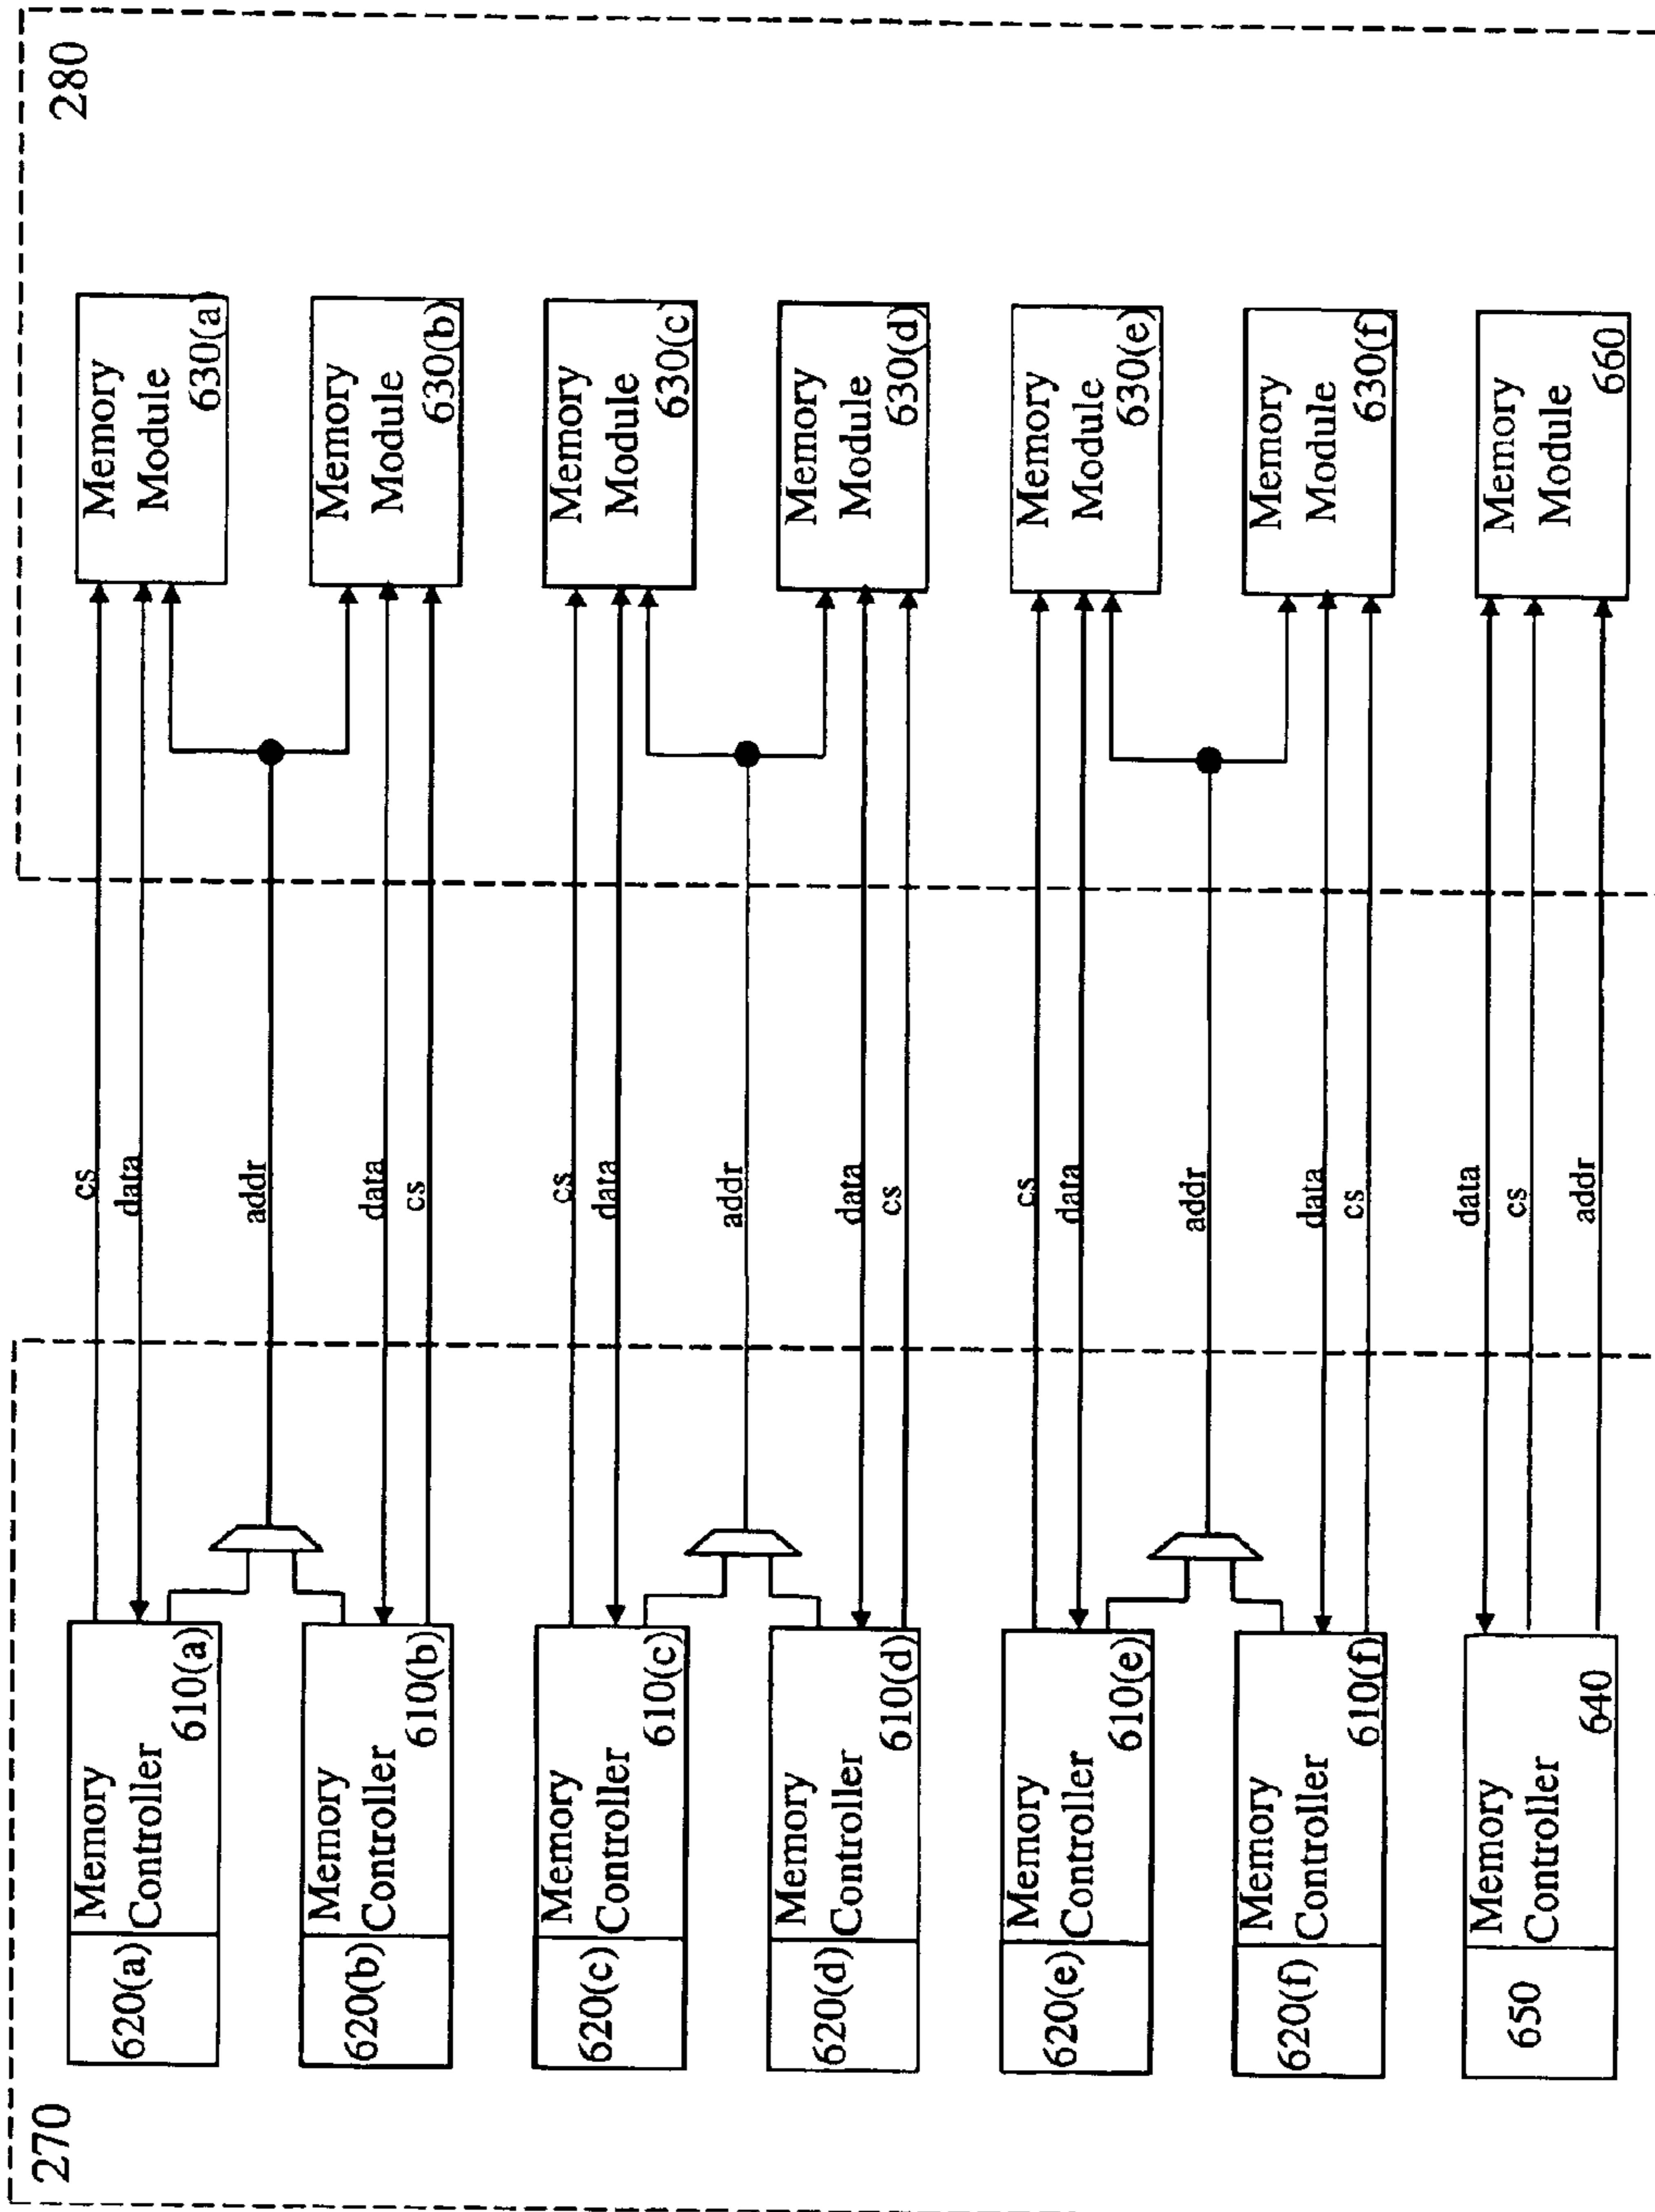 270
280
620(a)
Memory
Controller
610(a)
cs
data
addr
Memory
Module
630(a)
620(b)
Memory
Controller
610(b)
data
cs
Memory
Module
630(b)
620(c)
Memory
Controller
610(c)
cs
data
addr
Memory
Module
630(c)
620(d)
Memory
Controller
610(d)
data
cs
Memory
Module
630(d)
620(e)
Memory
Controller
610(e)
cs
data
addr
Memory
Module
630(e)
620(f)
Memory
Controller
610(f)
data
cs
Memory
Module
630(f)
650
Memory
Controller
640
data
cs
addr
Memory
Module
660